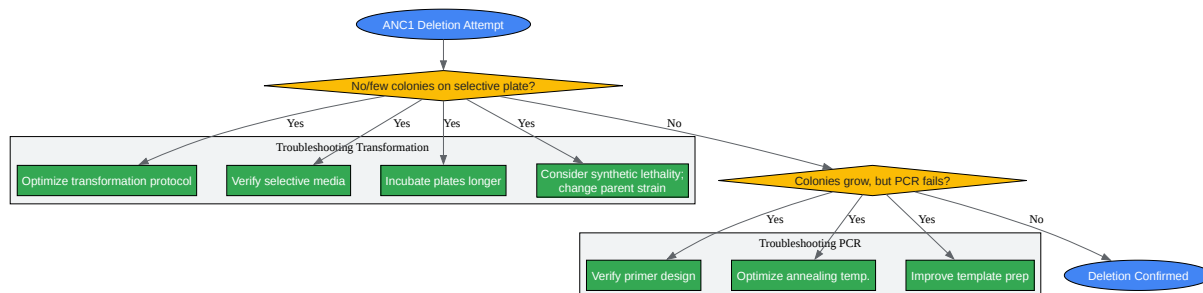 ANC1 Deletion Attempt
No/few colonies on selective plate?
Yes
Yes
Yes
Yes
No
Troubleshooting Transformation
Optimize transformation protocol
Verify selective media
Incubate plates longer
Consider synthetic lethality;
change parent strain
Colonies grow, but PCR fails?
Yes
Yes
Yes
No
Troubleshooting PCR
Verify primer design
Optimize annealing temp.
Improve template prep
Deletion Confirmed